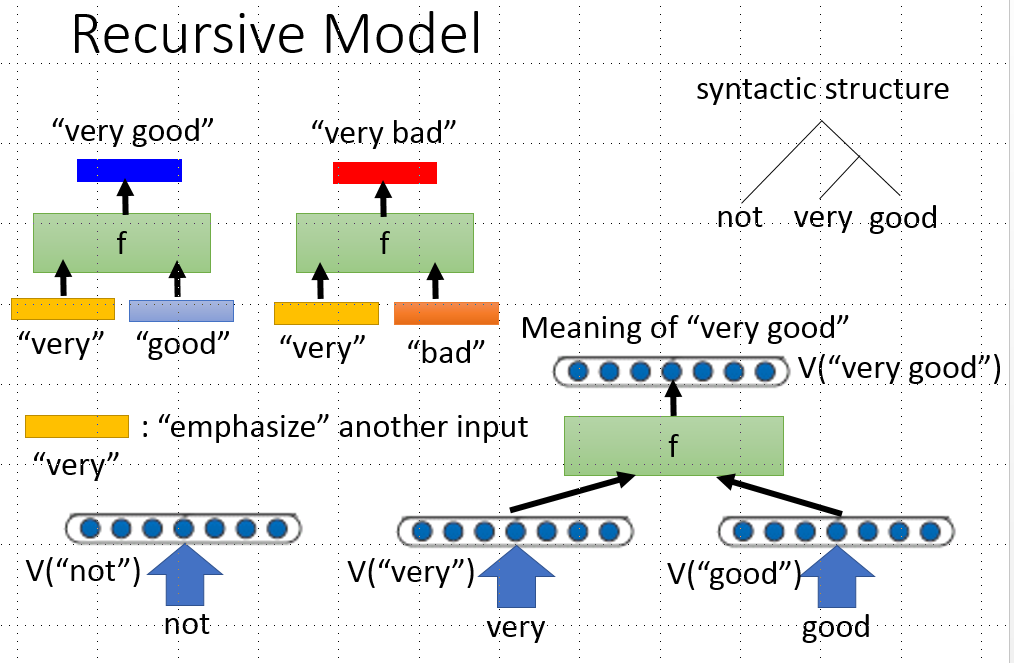 Recursive Model
syntactic structure
not very good
“very good”
f
“very” “good”
“very bad”
f
“very” “bad”
: “emphasize” another input
“very”
Meaning of “very good”
V(“very good”)
f
V(“not”)
not
V(“very”)
very
V(“good”)
good